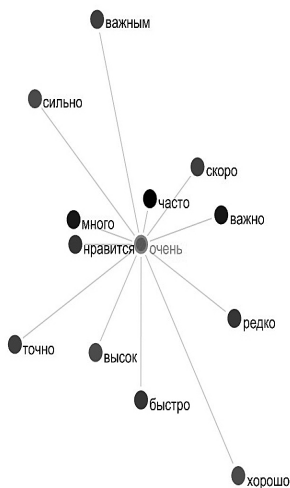 важным
сильно
скоро
часто
важно
много
нравится очень
редко
точно
высок
быстро
хорошо